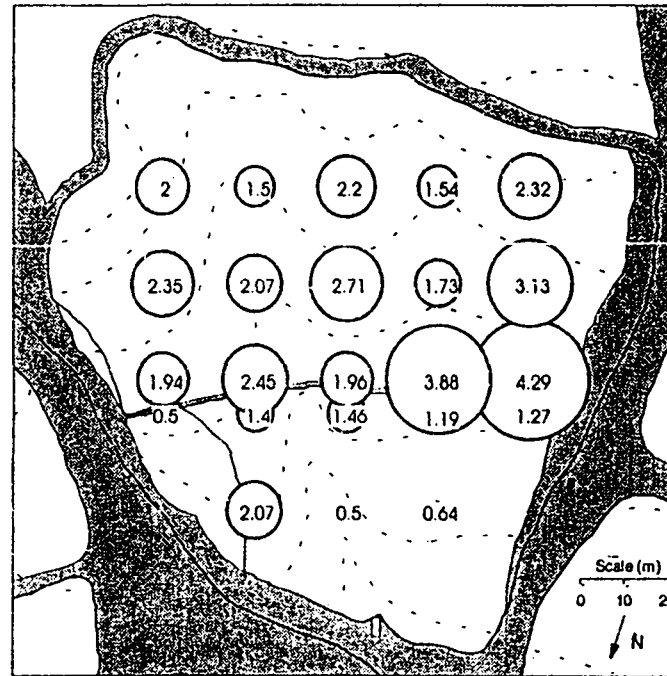 2 1.5 2.2 1.54 2.32
2.35 2.07 2.71 1.73 3.13
1.94 2.45 1.96 3.88 4.29
0.5 1.4 1.46 1.19 1.27
2.07 0.5 0.64
Scale (m)
0 10 2
N